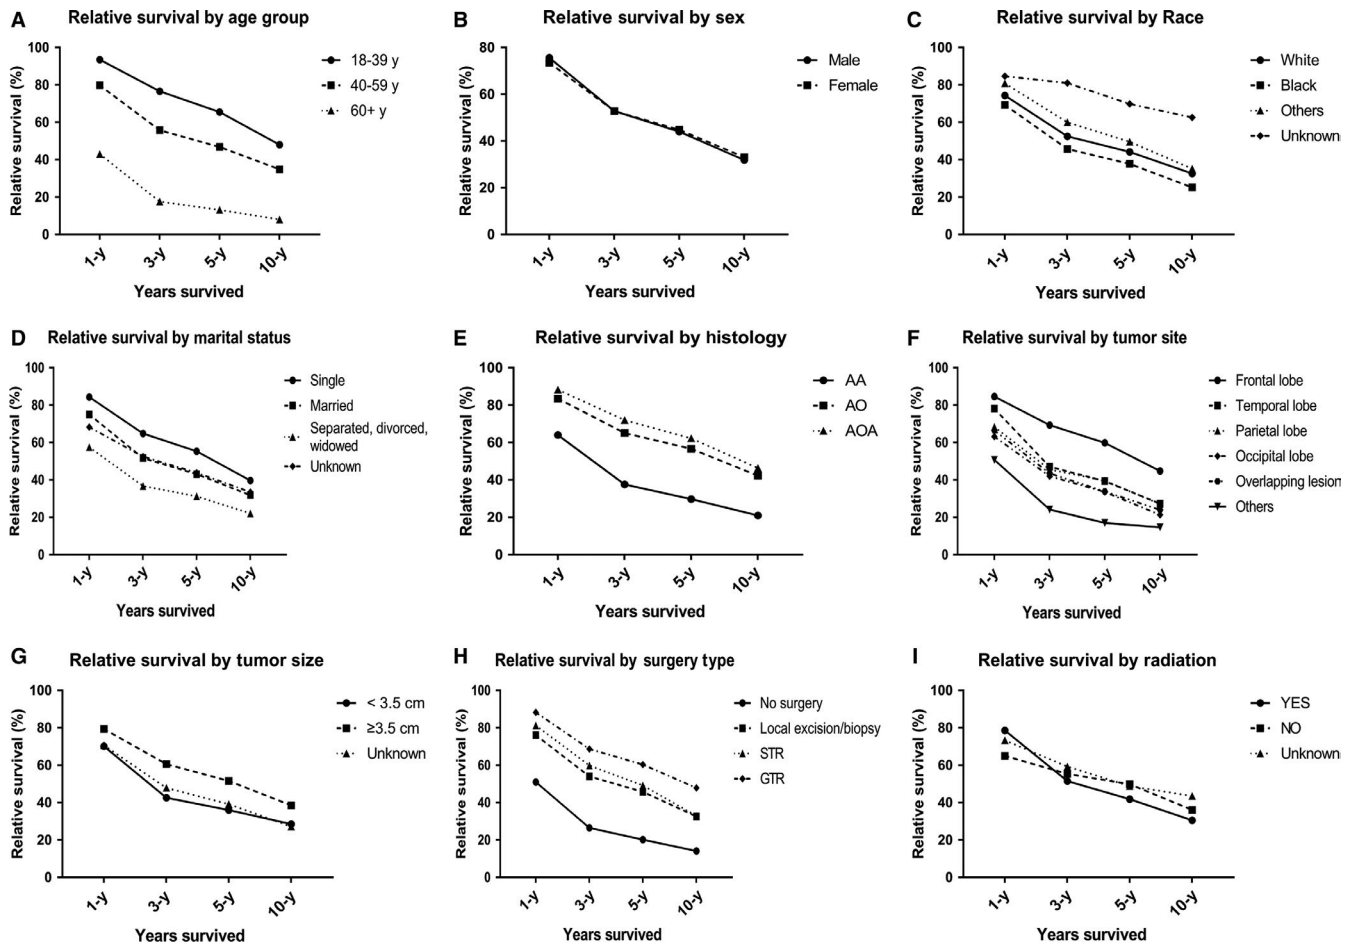 A Relative survival by age group
Relative survival (%)
100
80
60
40
20
0
1-y 3-y 5-y 10-y
Years survived
18-39 y
40-59 y
60+ y
B Relative survival by sex
Relative survival (%)
80
60
40
20
0
1-y 3-y 5-y 10-y
Years survived
Male
Female
C Relative survival by Race
Relative survival (%)
100
80
60
40
20
0
1-y 3-y 5-y 10-y
Years survived
White
Black
Others
Unknown
D Relative survival by marital status
Relative survival (%)
100
80
60
40
20
0
1-y 3-y 5-y 10-y
Years survived
Single
Married
Separated, divorced,
widowed
Unknown
E Relative survival by histology
Relative survival (%)
100
80
60
40
20
0
1-y 3-y 5-y 10-y
Years survived
AA
AO
AOA
F Relative survival by tumor site
Relative survival (%)
100
80
60
40
20
0
1-y 3-y 5-y 10-y
Years survived
Frontal lobe
Temporal lobe
Parietal lobe
Occipital lobe
Overlapping lesion
Others
G Relative survival by tumor size
Relative survival (%)
100
80
60
40
20
0
1-y 3-y 5-y 10-y
Years survived
< 3.5 cm
≥3.5 cm
Unknown
H Relative survival by surgery type
Relative survival (%)
100
80
60
40
20
0
1-y 3-y 5-y 10-y
Years survived
No surgery
Local excision/biopsy
STR
GTR
I Relative survival by radiation
Relative survival (%)
100
80
60
40
20
0
1-y 3-y 5-y 10-y
Years survived
YES
NO
Unknown